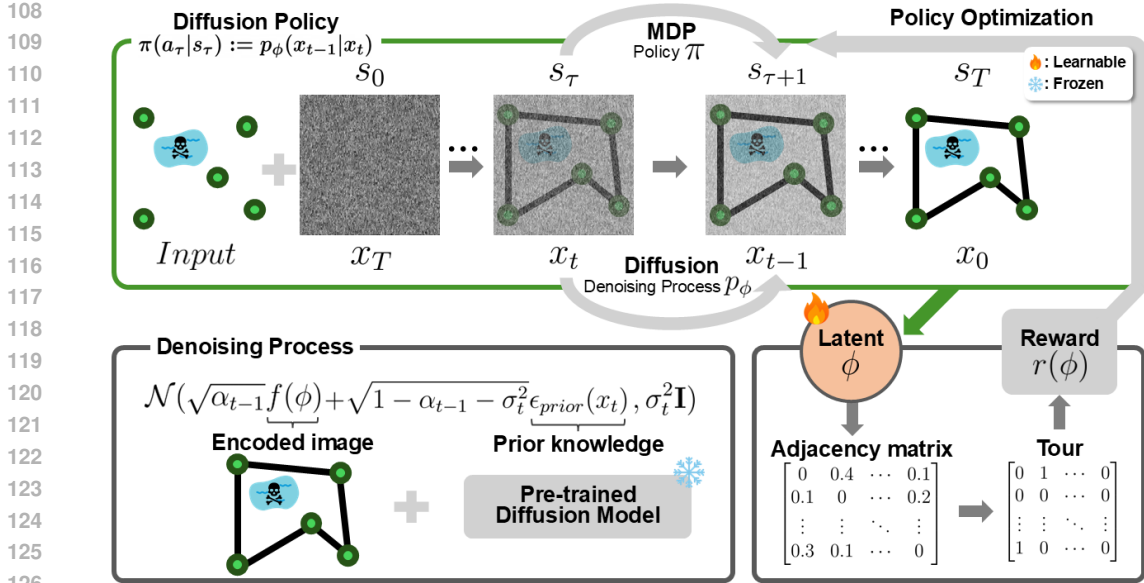 108
109
110
111
112
113
114
115
116
117
118
119
120
121
122
123
124
125
126
Diffusion Policy
π(a_τ|s_τ) := p_ϕ(x_{t−1}|x_t)
MDP
Policy π
Policy Optimization
🔥: Learnable
❄: Frozen
s_0
s_τ
s_{τ+1}
s_T
... ...
Input
x_T
x_t
x_{t−1}
x_0
Diffusion
Denoising Process p_ϕ
Denoising Process
𝒩(√α_{t−1} f(ϕ)+√(1 − α_{t−1} − σ_t^2) ϵ_{prior}(x_t), σ_t^2 I)
Encoded image
Prior knowledge
Pre-trained
Diffusion Model
Latent
ϕ
Reward
r(ϕ)
Adjacency matrix
0 0.4 ⋯ 0.1
0.1 0 ⋯ 0.2
⋮ ⋮ ⋱ ⋮
0.3 0.1 ⋯ 0
Tour
0 1 ⋯ 0
0 0 ⋯ 0
⋮ ⋮ ⋱ ⋮
1 0 ⋯ 0